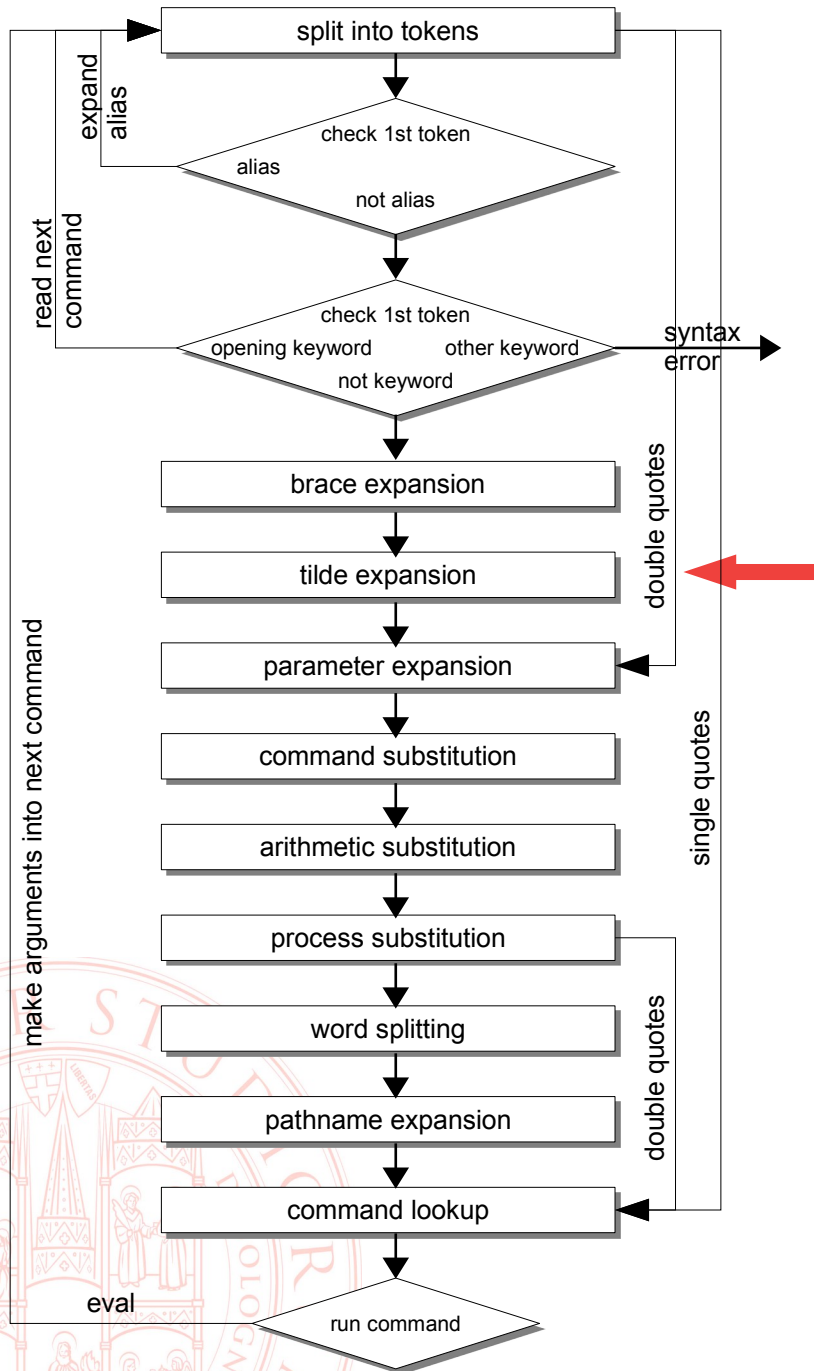 split into tokens
expand
alias
check 1st token
alias
not alias
read next
command
check 1st token
opening keyword
other keyword
not keyword
syntax
error
brace expansion
double quotes
tilde expansion
parameter expansion
make arguments into next command
command substitution
single quotes
arithmetic substitution
process substitution
word splitting
double quotes
pathname expansion
command lookup
eval
run command
LIBERTAS